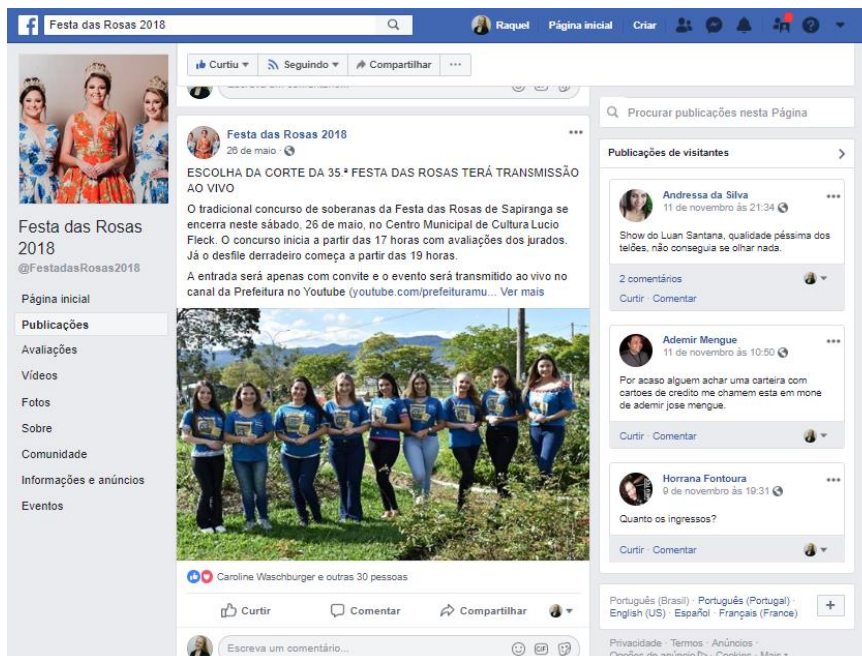 Festa das Rosas 2018
Raquel
Página inicial
Criar
Curtiu
Seguindo
Compartilhar
Festa das Rosas
2018
@FestadasRosas2018
Página inicial
Publicações
Avaliações
Vídeos
Fotos
Sobre
Comunidade
Informações e anúncios
Eventos
Escreva um comentário...
Festa das Rosas 2018
26 de maio
ESCOLHA DA CORTE DA 35.ª FESTA DAS ROSAS TERÁ TRANSMISSÃO
AO VIVO
O tradicional concurso de soberanas da Festa das Rosas de Sapiranga se
encerra neste sábado, 26 de maio, no Centro Municipal de Cultura Lucio
Fleck. O concurso inicia a partir das 17 horas com avaliações dos jurados.
Já o desfile derradeiro começa a partir das 19 horas.
A entrada será apenas com convite e o evento será transmitido ao vivo no
canal da Prefeitura no Youtube (youtube.com/prefeituramu... Ver mais
Caroline Waschburger e outras 30 pessoas
Curtir
Comentar
Compartilhar
Escreva um comentário...
GIF
Procurar publicações nesta Página
Publicações de visitantes
Andressa da Silva
11 de novembro às 21:34
Show do Luan Santana, qualidade péssima dos
telões, não conseguia se olhar nada.
2 comentários
Curtir · Comentar
Ademir Mengue
11 de novembro às 10:50
Por acaso alguem achar uma carteira com
cartoes de credito me chamem esta em mone
de ademir jose mengue.
Curtir · Comentar
Horrana Fontoura
9 de novembro às 19:31
Quanto os ingressos?
Curtir · Comentar
Português (Brasil) · Português (Portugal) ·
English (US) · Español · Français (France)
Privacidade · Termos · Anúncios ·
Opções de anúncio · Cookies · Mais